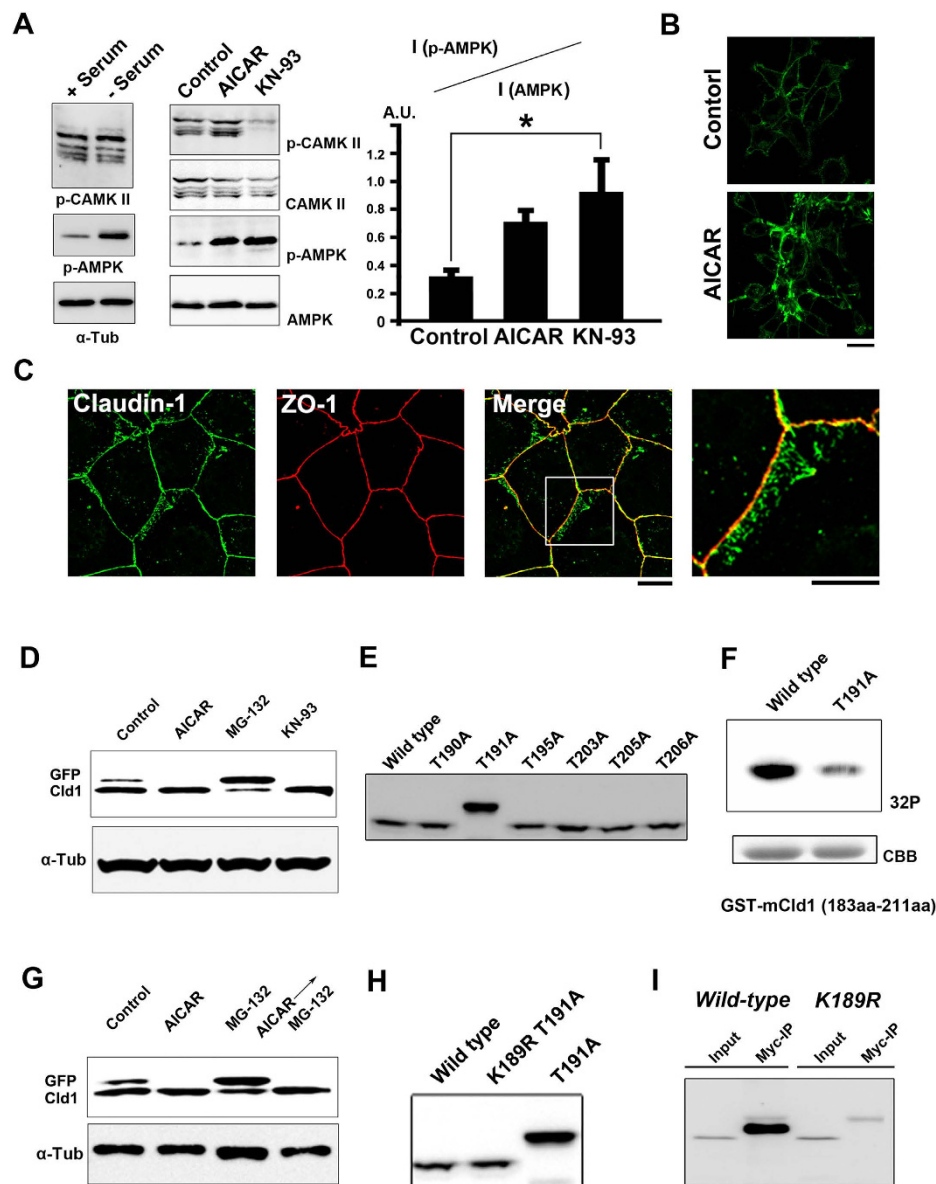 A
+ Serum
- Serum
p-CAMK II
p-AMPK
α-Tub
Control
AICAR
KN-93
p-CAMK II
CAMK II
p-AMPK
AMPK
I (p-AMPK)
I (AMPK)
A.U.
*
1.2
1.0
0.8
0.6
0.4
0.2
0
Control AICAR KN-93
B
Contorl
AICAR
C
Claudin-1
ZO-1
Merge
D
Control
AICAR
MG-132
KN-93
GFP
Cld1
α-Tub
E
Wild type
T190A
T191A
T195A
T203A
T205A
T206A
F
Wild type
T191A
32P
CBB
GST-mCld1 (183aa-211aa)
G
Control
AICAR
MG-132
AICAR
MG-132
GFP
Cld1
α-Tub
H
Wild type
K189R T191A
T191A
I
Wild-type K189R
Input
Myc-IP
Input
Myc-IP